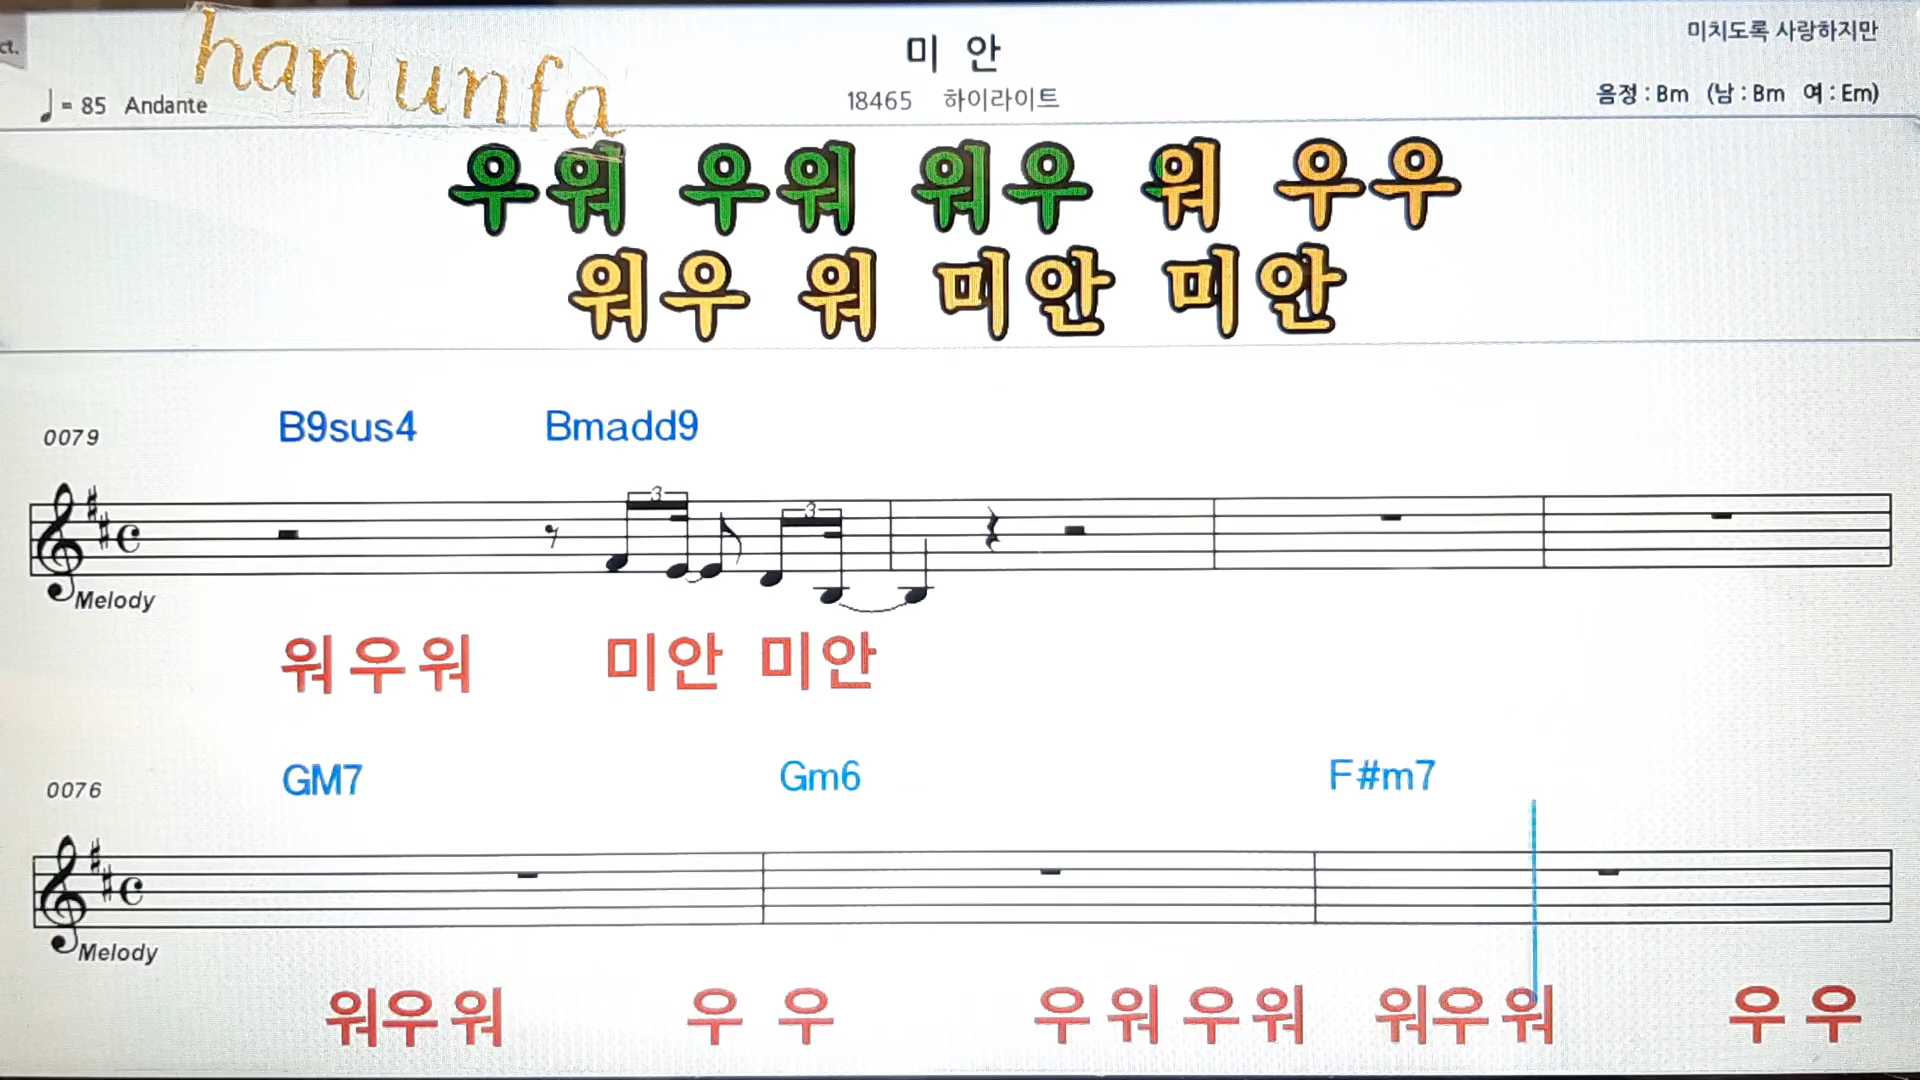 ct.
han unfa
미 안
미치도록 사랑하지만
♩ = 85 Andante
18465 하이라이트
음정 : Bm (남 : Bm 여 : Em)
우워 우워 워우 워 우우
워우 워 미안 미안
0079 B9sus4 Bmadd9
3 3
Melody
워우워 미안 미안
0076 GM7 Gm6 F#m7
Melody
워우워 우 우 우워우워 워우워 우우